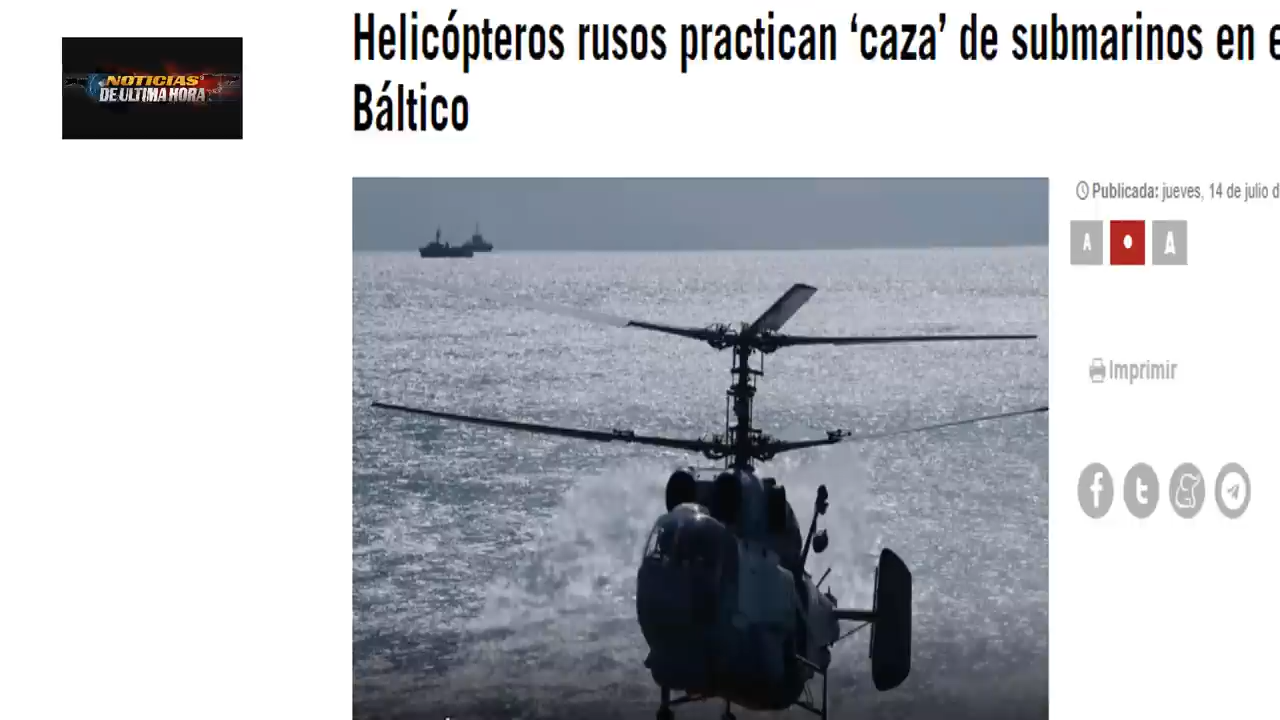 Helicópteros rusos practican ‘caza’ de submarinos en e
Báltico
NOTICIAS
DE ULTIMA HORA
Publicada: jueves, 14 de julio d
A
A
Imprimir